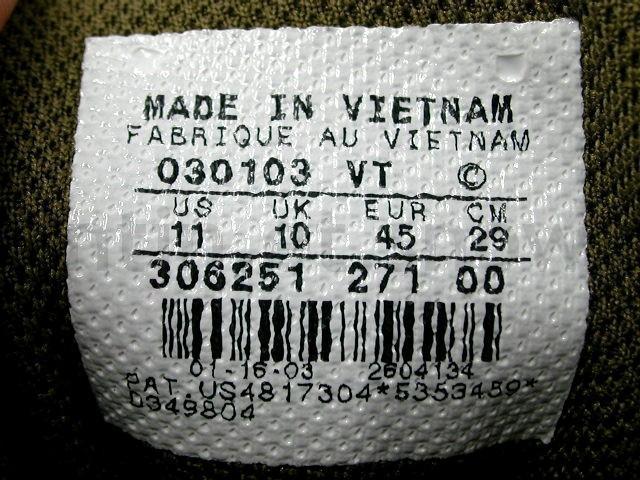 MADE IN VIETNAM
FABRIQUE AU VIETNAM
030103 VT ©
US UK EUR CM
11 10 45 29
306251 271 00
01-16-03 2604134
PAT. US4817304*5353459*
D349804